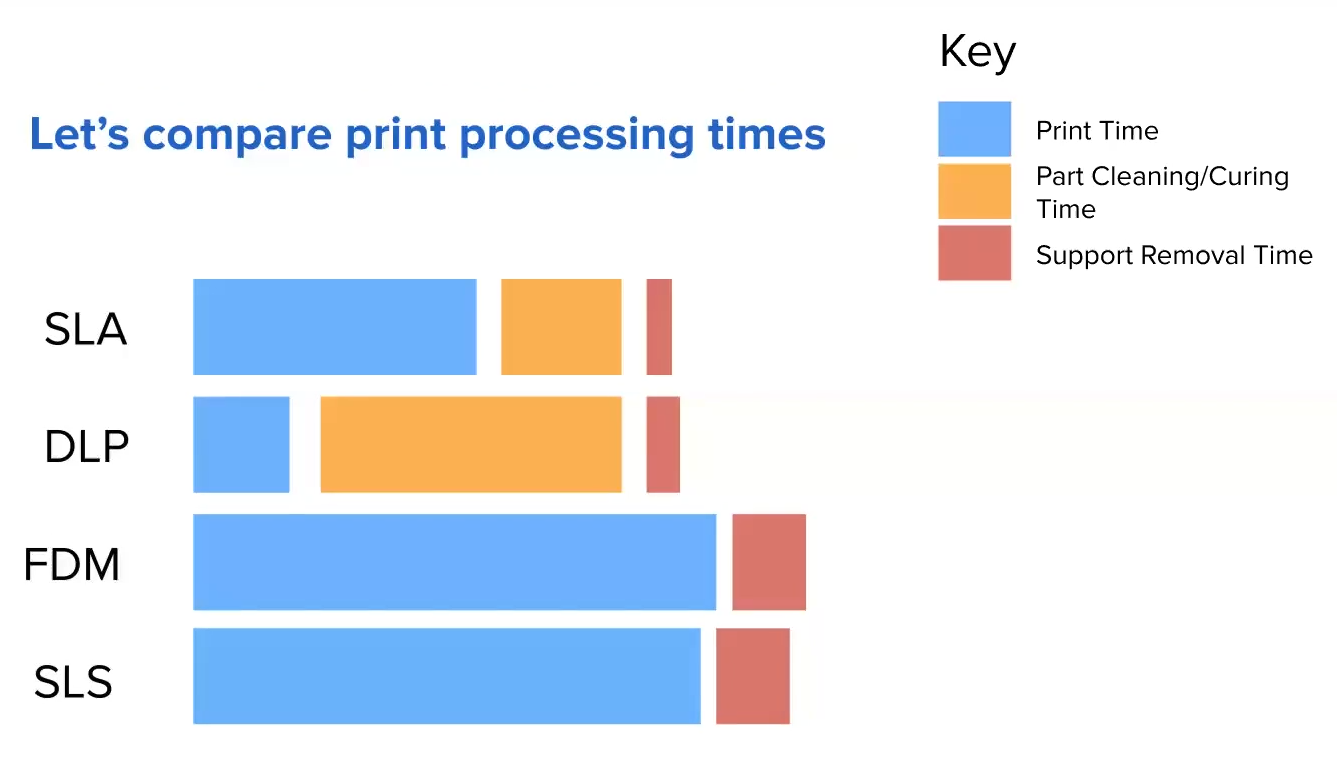 Key
Let’s compare print processing times
Print Time
Part Cleaning/Curing
Time
Support Removal Time
SLA
DLP
FDM
SLS